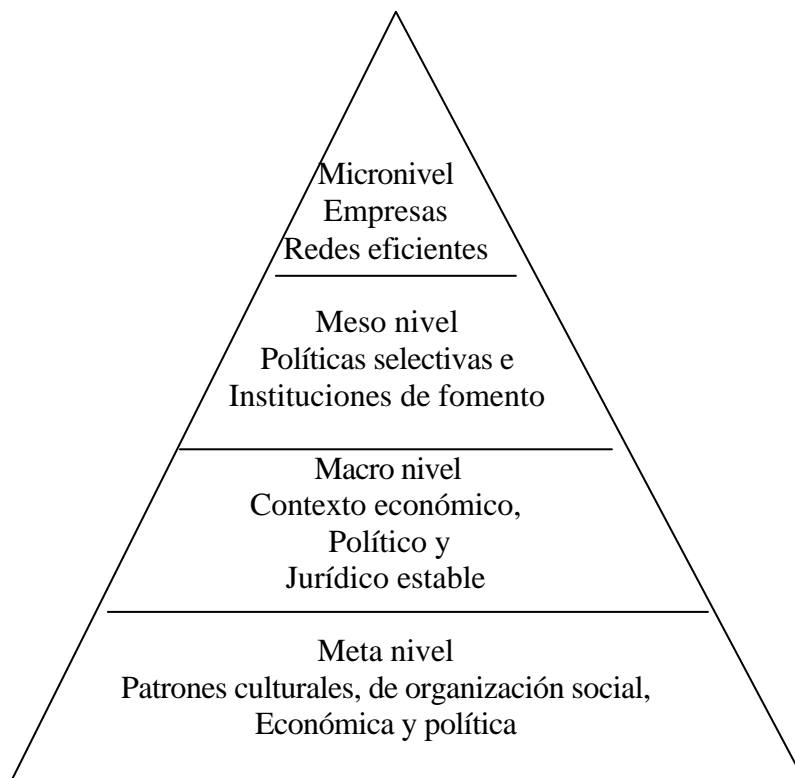 Micronivel
Empresas
Redes eficientes
Meso nivel
Políticas selectivas e
Instituciones de fomento
Macro nivel
Contexto económico,
Político y
Jurídico estable
Meta nivel
Patrones culturales, de organización social,
Económica y política